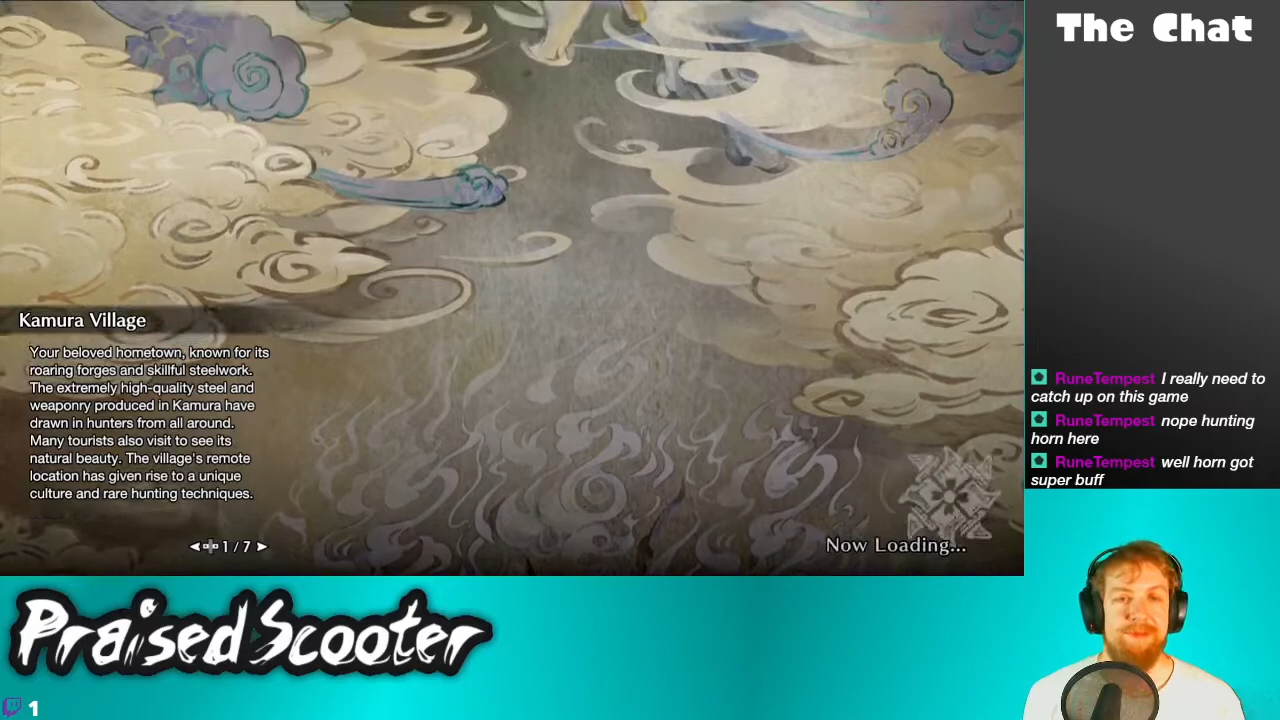 The Chat
Kamura Village
Your beloved hometown, known for its
roaring forges and skillful steelwork.
The extremely high-quality steel and
weaponry produced in Kamura have
drawn in hunters from all around.
Many tourists also visit to see its
natural beauty. The village's remote
location has given rise to a unique
culture and rare hunting techniques.
1 / 7
Now Loading...
RuneTempest I really need to
catch up on this game
RuneTempest nope hunting
horn here
RuneTempest well horn got
super buff
PraisedScooter
1